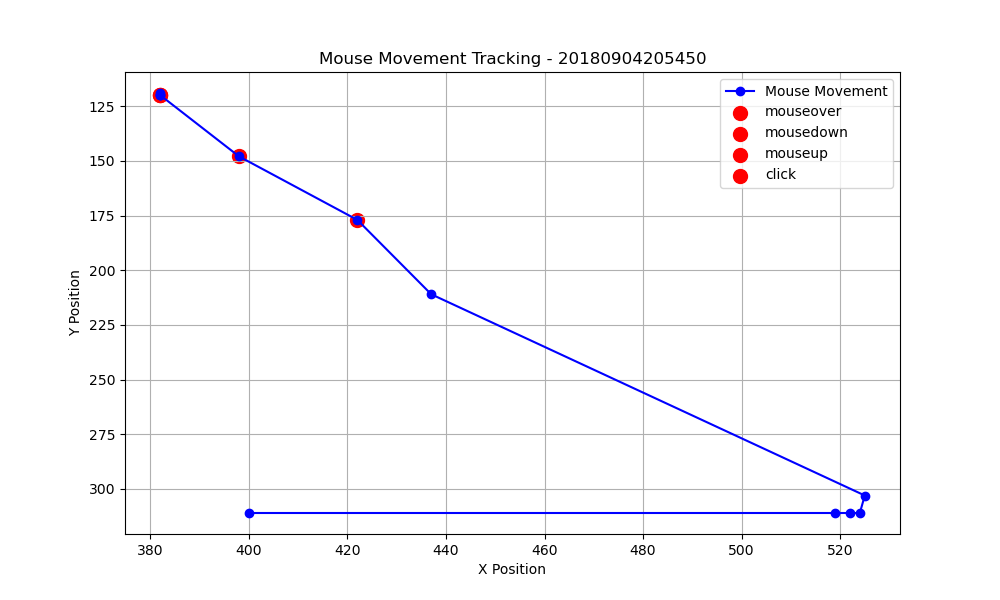 Mouse Movement Tracking - 20180904205450
Mouse Movement
mouseover
mousedown
mouseup
click
125
150
175
200
225
250
275
300
Y Position
380 400 420 440 460 480 500 520
X Position